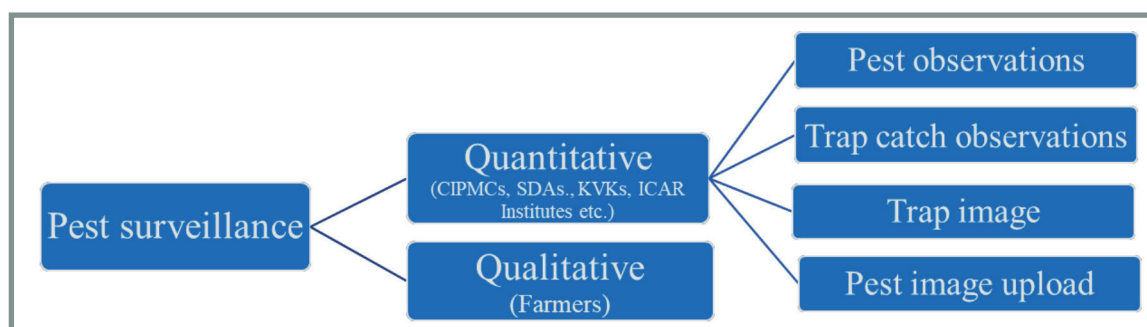 Pest surveillance
Quantitative
(CIPMCs, SDAs., KVKs, ICAR
Institutes etc.)
Qualitative
(Farmers)
Pest observations
Trap catch observations
Trap image
Pest image upload